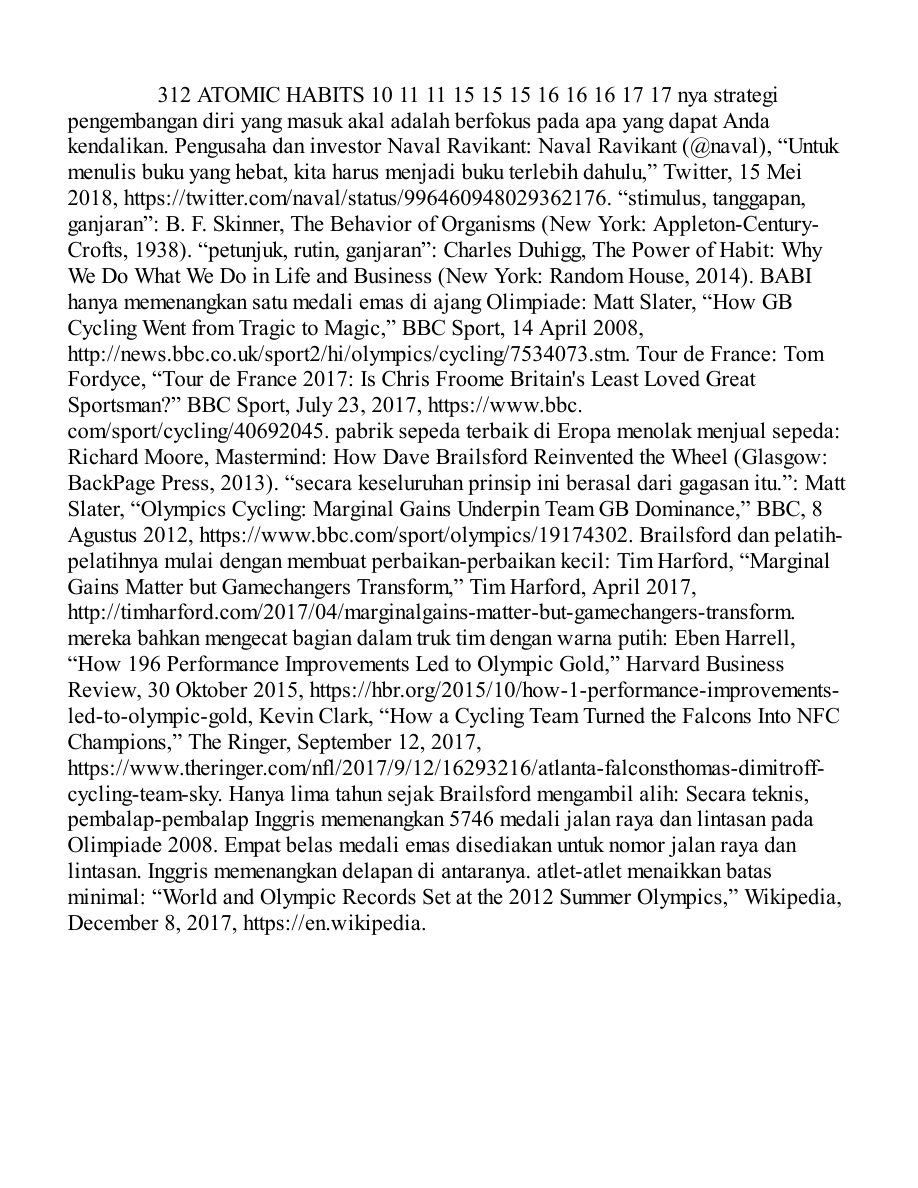 312 ATOMIC HABITS 10 11 11 15 15 15 16 16 16 17 17 nya strategi
pengembangan diri yang masuk akal adalah berfokus pada apa yang dapat Anda
kendalikan. Pengusaha dan investor Naval Ravikant: Naval Ravikant (@naval), “Untuk
menulis buku yang hebat, kita harus menjadi buku terlebih dahulu,” Twitter, 15 Mei
2018, https://twitter.com/naval/status/996460948029362176. “stimulus, tanggapan,
ganjaran”: B. F. Skinner, The Behavior of Organisms (New York: Appleton-Century-
Crofts, 1938). “petunjuk, rutin, ganjaran”: Charles Duhigg, The Power of Habit: Why
We Do What We Do in Life and Business (New York: Random House, 2014). BABI
hanya memenangkan satu medali emas di ajang Olimpiade: Matt Slater, “How GB
Cycling Went from Tragic to Magic,” BBC Sport, 14 April 2008,
http://news.bbc.co.uk/sport2/hi/olympics/cycling/7534073.stm. Tour de France: Tom
Fordyce, “Tour de France 2017: Is Chris Froome Britain's Least Loved Great
Sportsman?” BBC Sport, July 23, 2017, https://www.bbc.
com/sport/cycling/40692045. pabrik sepeda terbaik di Eropa menolak menjual sepeda:
Richard Moore, Mastermind: How Dave Brailsford Reinvented the Wheel (Glasgow:
BackPage Press, 2013). “secara keseluruhan prinsip ini berasal dari gagasan itu.”: Matt
Slater, “Olympics Cycling: Marginal Gains Underpin Team GB Dominance,” BBC, 8
Agustus 2012, https://www.bbc.com/sport/olympics/19174302. Brailsford dan pelatih-
pelatihnya mulai dengan membuat perbaikan-perbaikan kecil: Tim Harford, “Marginal
Gains Matter but Gamechangers Transform,” Tim Harford, April 2017,
http://timharford.com/2017/04/marginalgains-matter-but-gamechangers-transform.
mereka bahkan mengecat bagian dalam truk tim dengan warna putih: Eben Harrell,
“How 196 Performance Improvements Led to Olympic Gold,” Harvard Business
Review, 30 Oktober 2015, https://hbr.org/2015/10/how-1-performance-improvements-
led-to-olympic-gold, Kevin Clark, “How a Cycling Team Turned the Falcons Into NFC
Champions,” The Ringer, September 12, 2017,
https://www.theringer.com/nfl/2017/9/12/16293216/atlanta-falconsthomas-dimitroff-
cycling-team-sky. Hanya lima tahun sejak Brailsford mengambil alih: Secara teknis,
pembalap-pembalap Inggris memenangkan 5746 medali jalan raya dan lintasan pada
Olimpiade 2008. Empat belas medali emas disediakan untuk nomor jalan raya dan
lintasan. Inggris memenangkan delapan di antaranya. atlet-atlet menaikkan batas
minimal: “World and Olympic Records Set at the 2012 Summer Olympics,” Wikipedia,
December 8, 2017, https://en.wikipedia.